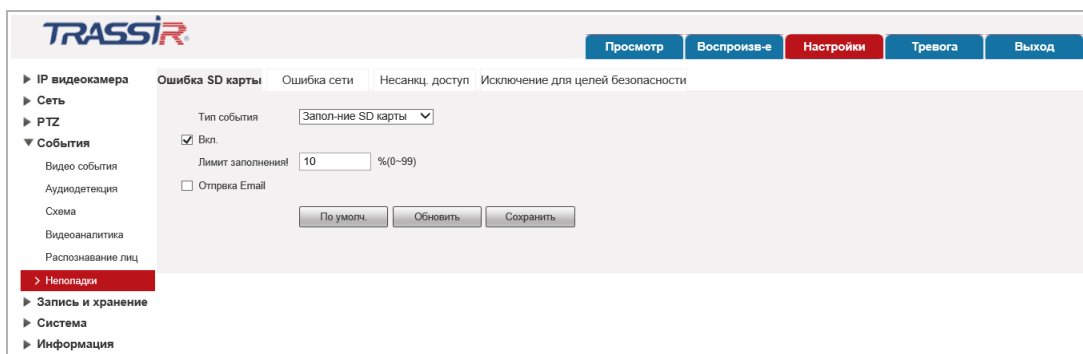 TRASSIR
Просмотр Воспроизв-е Настройки Тревога Выход
IP видеокамера
Сеть
PTZ
События
Видео события
Аудиодетекция
Схема
Видеоаналитика
Распознавание лиц
Неполадки
Запись и хранение
Система
Информация
Ошибка SD карты Ошибка сети Несанкц. доступ Исключение для целей безопасности
Тип события Запол-ние SD карты
Вкл.
Лимит заполнения! 10 %(0~99)
Отпрвка Email
По умолч. Обновить Сохранить